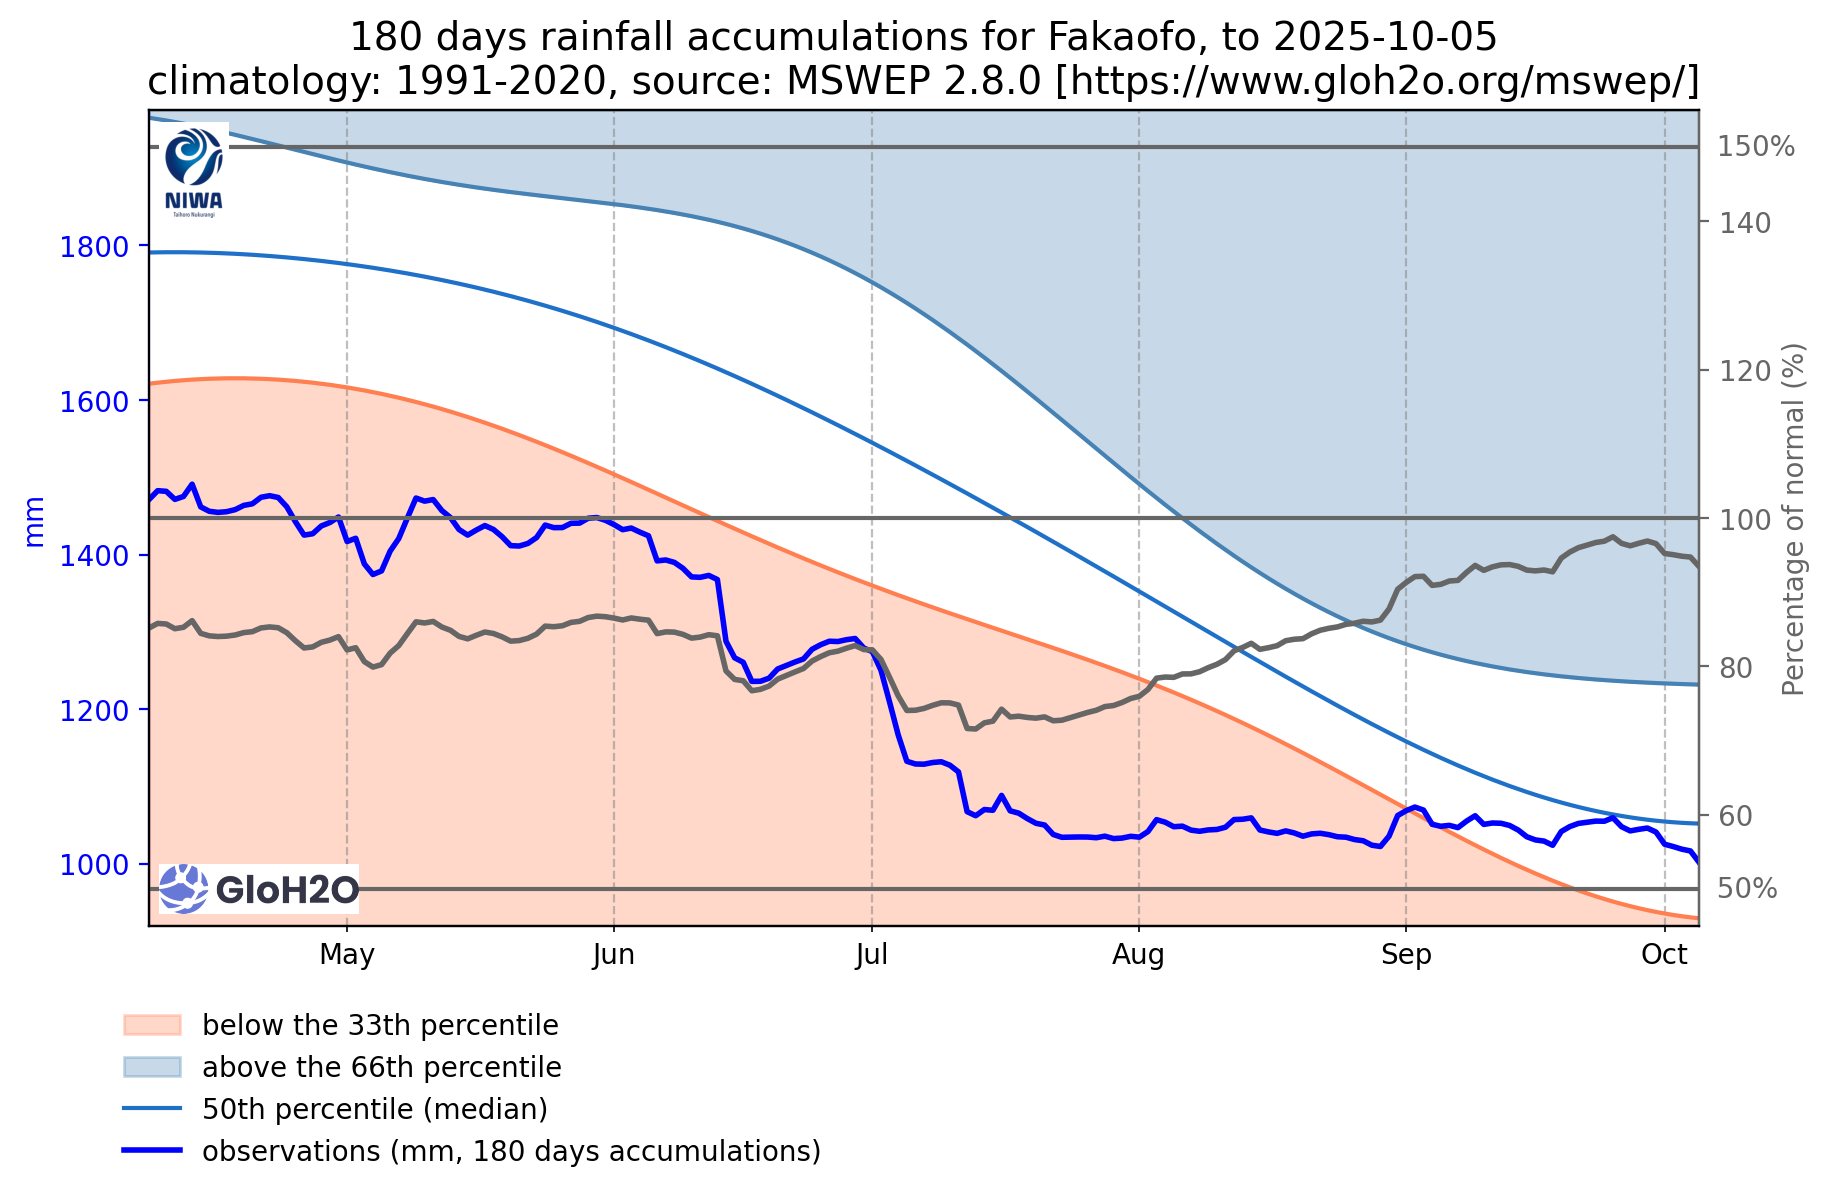 180 days rainfall accumulations for Fakaofo, to 2025-10-05
climatology: 1991-2020, source: MSWEP 2.8.0 [https://www.gloh2o.org/mswep/]
NIWA
Taihoro Nukurangi
1800
1600
1400
1200
1000
mm
150%
140
120
100
80
60
50%
Percentage of normal (%)
GloH2O
May
Jun
Jul
Aug
Sep
Oct
below the 33th percentile
above the 66th percentile
50th percentile (median)
observations (mm, 180 days accumulations)